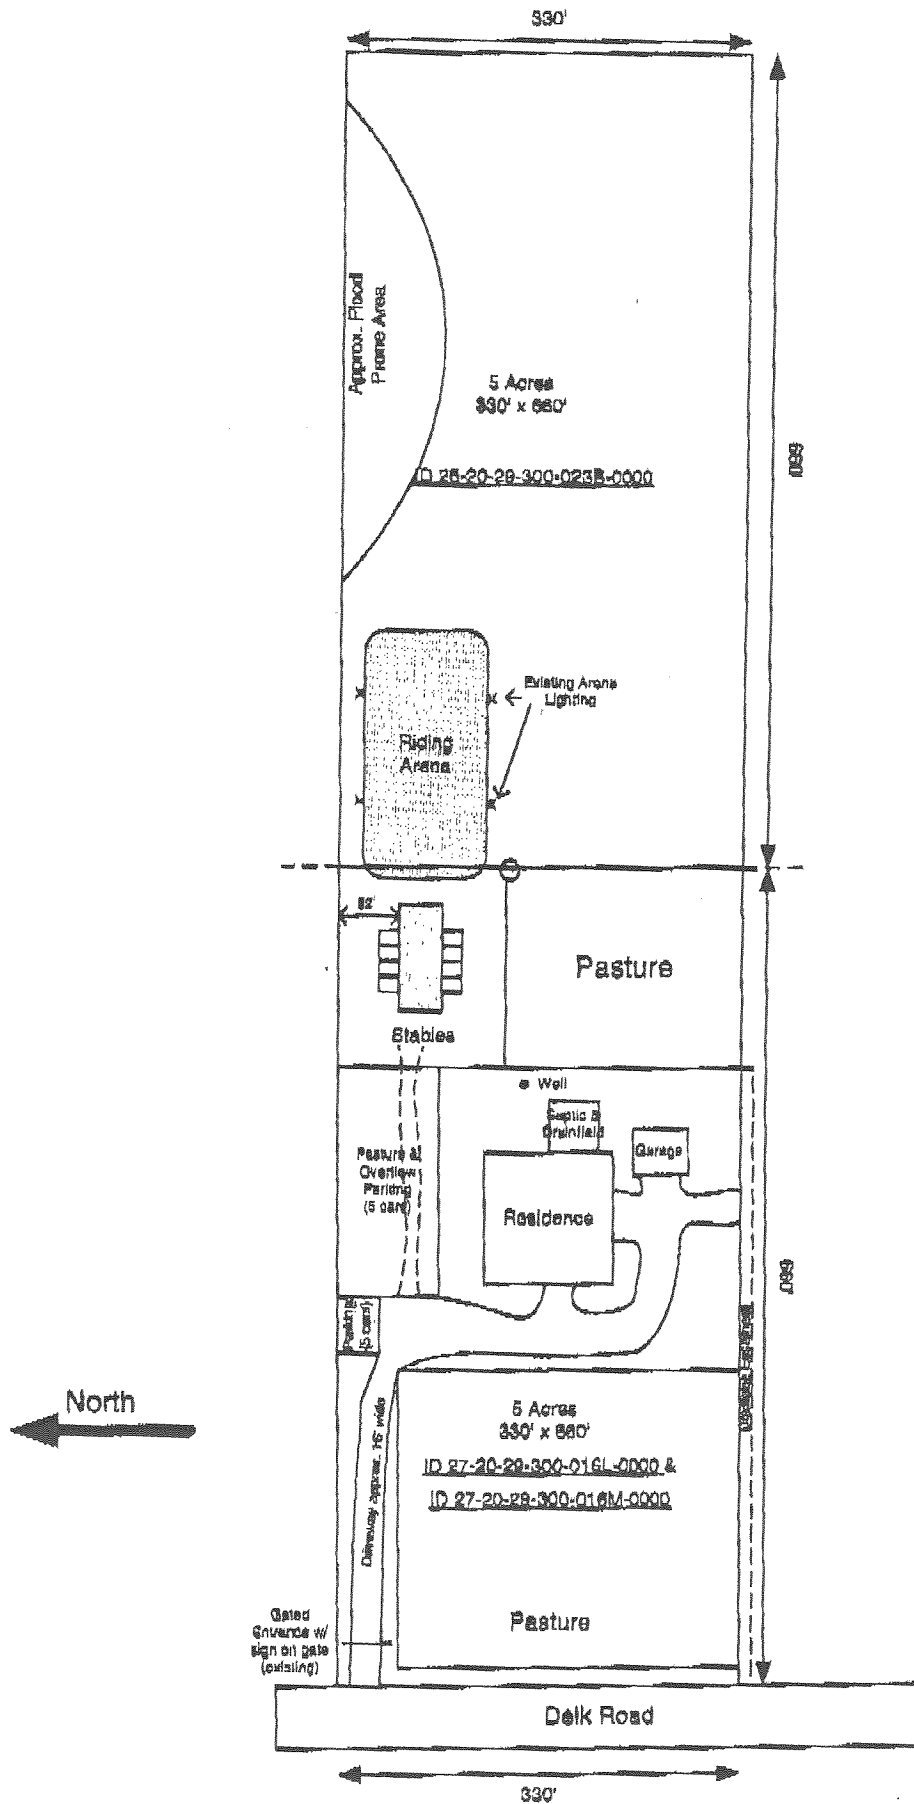 330'
Approx. Flood
Prone Area
5 Acres
330' x 660'
660'
ID 26-20-29-300-023B-0000
Existing Arena
Lighting
Riding
Arena
Pasture
Stables
Well
Septic &
Drainfield
Garage
Pasture &
Overflow
Parking
(5 cars)
Residence
660'
Parking
(5 cars)
North
Driveway approx. 16' wide
5 Acres
330' x 660'
ID 27-20-29-300-016L-0000 &
ID 27-20-29-300-016M-0000
Gated
Entrance w/
sign on gate
(existing)
Pasture
Delk Road
330'